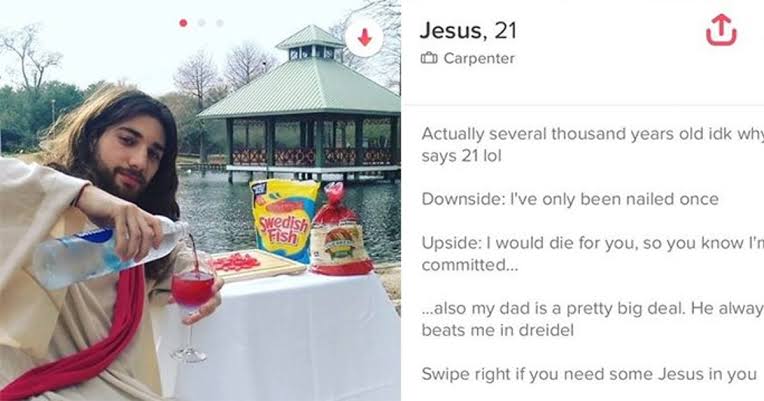 Swedish
Fish
Jesus, 21
Carpenter
Actually several thousand years old idk why
says 21 lol
Downside: I've only been nailed once
Upside: I would die for you, so you know I'm
committed...
...also my dad is a pretty big deal. He alway
beats me in dreidel
Swipe right if you need some Jesus in you